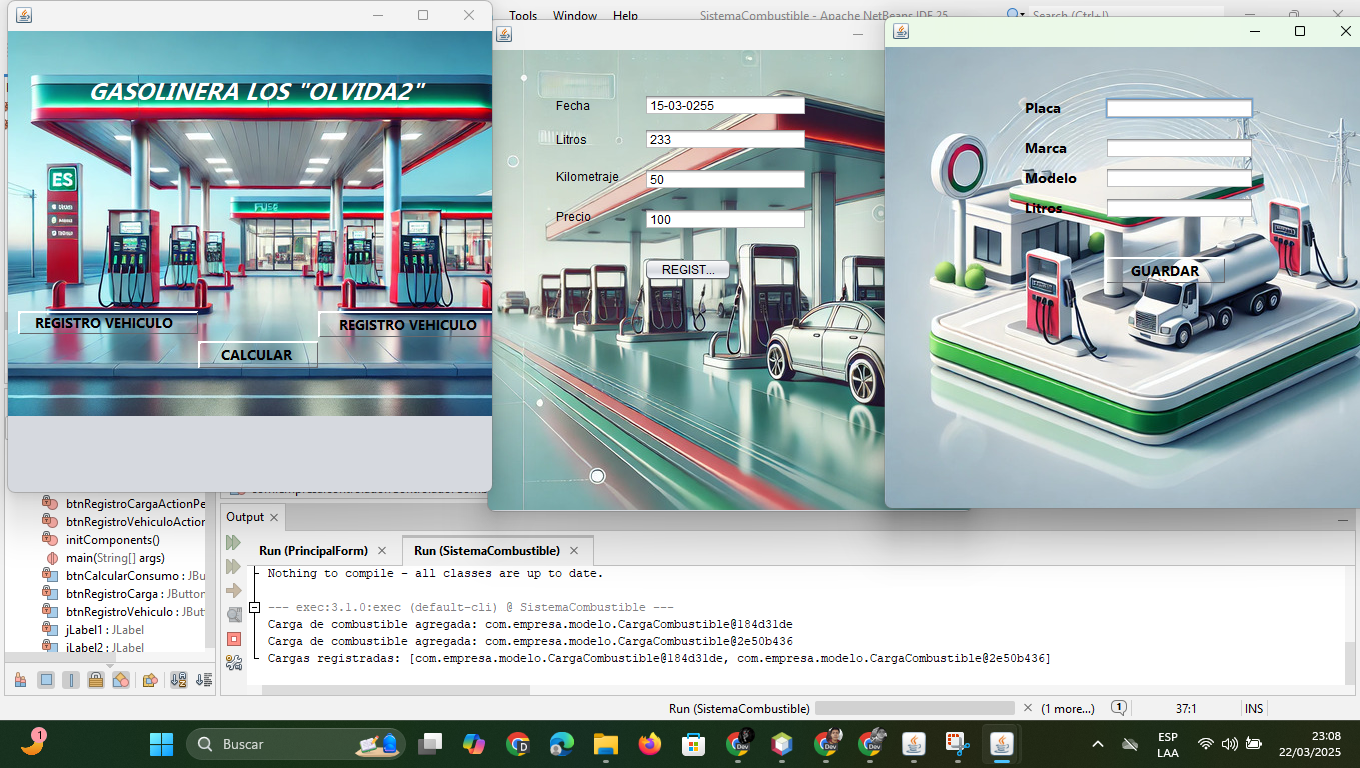 Tools Window Help
SistemaCombustible - Apache NetBeans IDE 25
Search (Ctrl+I)
GASOLINERA LOS "OLVIDA2"
ES
FUSE
REGISTRO VEHICULO
REGISTRO VEHICULO
CALCULAR
Fecha 15-03-0255
Litros 233
Kilometraje 50
Precio 100
REGIST...
Placa
Marca
Modelo
Litros
GUARDAR
btnRegistroCargaActionPe
btnRegistroVehiculoAction
initComponents()
main(String[] args)
btnCalcularConsumo : JBu
btnRegistroCarga : JButton
btnRegistroVehiculo : JBut
jLabel1 : JLabel
jLabel2 : JLabel
Output
Run (PrincipalForm)
Run (SistemaCombustible)
Nothing to compile - all classes are up to date.
--- exec:3.1.0:exec (default-cli) @ SistemaCombustible ---
Carga de combustible agregada: com.empresa.modelo.CargaCombustible@184d31de
Carga de combustible agregada: com.empresa.modelo.CargaCombustible@2e50b436
Cargas registradas: [com.empresa.modelo.CargaCombustible@184d31de, com.empresa.modelo.CargaCombustible@2e50b436]
Run (SistemaCombustible)
(1 more...)
1
37:1
INS
1
Buscar
D
Dev
Dev
Dev
ESP
LAA
23:08
22/03/2025